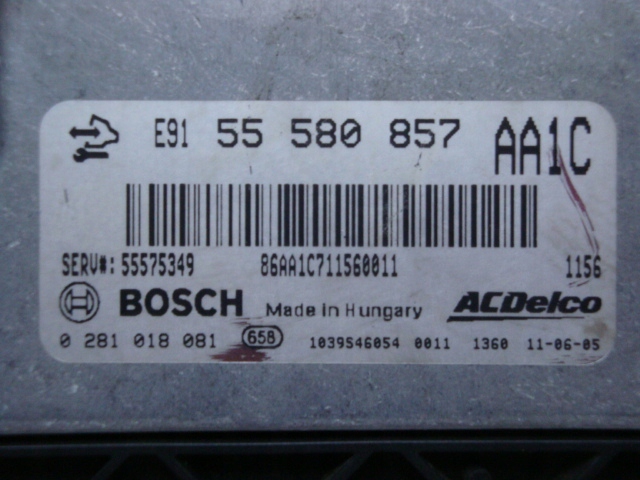 E91 55 580 857 AA1C
SERV#: 55575349 86AA1C711560011 1156
BOSCH Made in Hungary ACDelco
0 281 018 081 658 1039S46054 0011 1360 11-06-05